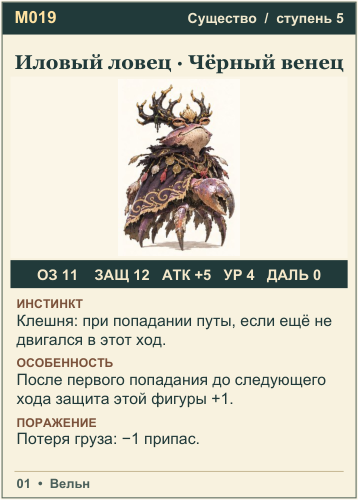 M019 Существо / ступень 5
Иловый ловец · Чёрный венец
ОЗ 11 ЗАЩ 12 АТК +5 УР 4 ДАЛЬ 0
ИНСТИНКТ
Клешня: при попадании путы, если ещё не
двигался в этот ход.
ОСОБЕННОСТЬ
После первого попадания до следующего
хода защита этой фигуры +1.
ПОРАЖЕНИЕ
Потеря груза: −1 припас.
01 • Вельн